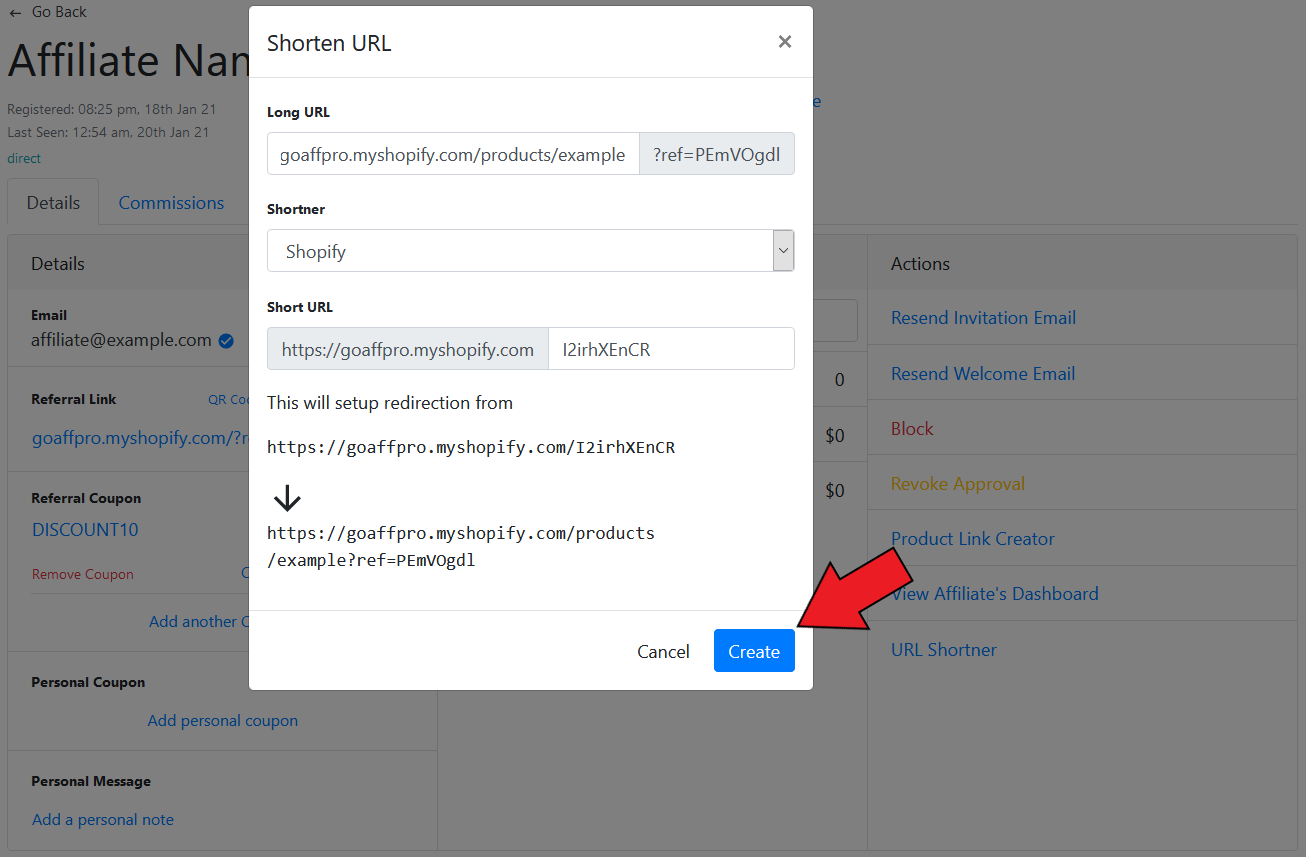 ← Go Back
Affiliate Nam
Registered: 08:25 pm, 18th Jan 21
Last Seen: 12:54 am, 20th Jan 21
direct
Details
Commissions
Details
Email
affiliate@example.com
Referral Link
QR Co
goaffpro.myshopify.com/?r
Referral Coupon
DISCOUNT10
Remove Coupon
Add another C
Personal Coupon
Add personal coupon
Personal Message
Add a personal note
Shorten URL
×
Long URL
goaffpro.myshopify.com/products/example ?ref=PEmVOgdl
Shortner
Shopify
Short URL
https://goaffpro.myshopify.com I2irhXEnCR
This will setup redirection from
https://goaffpro.myshopify.com/I2irhXEnCR
↓
https://goaffpro.myshopify.com/products
/example?ref=PEmVOgdl
Cancel
Create
e
0
$0
$0
Actions
Resend Invitation Email
Resend Welcome Email
Block
Revoke Approval
Product Link Creator
View Affiliate's Dashboard
URL Shortner